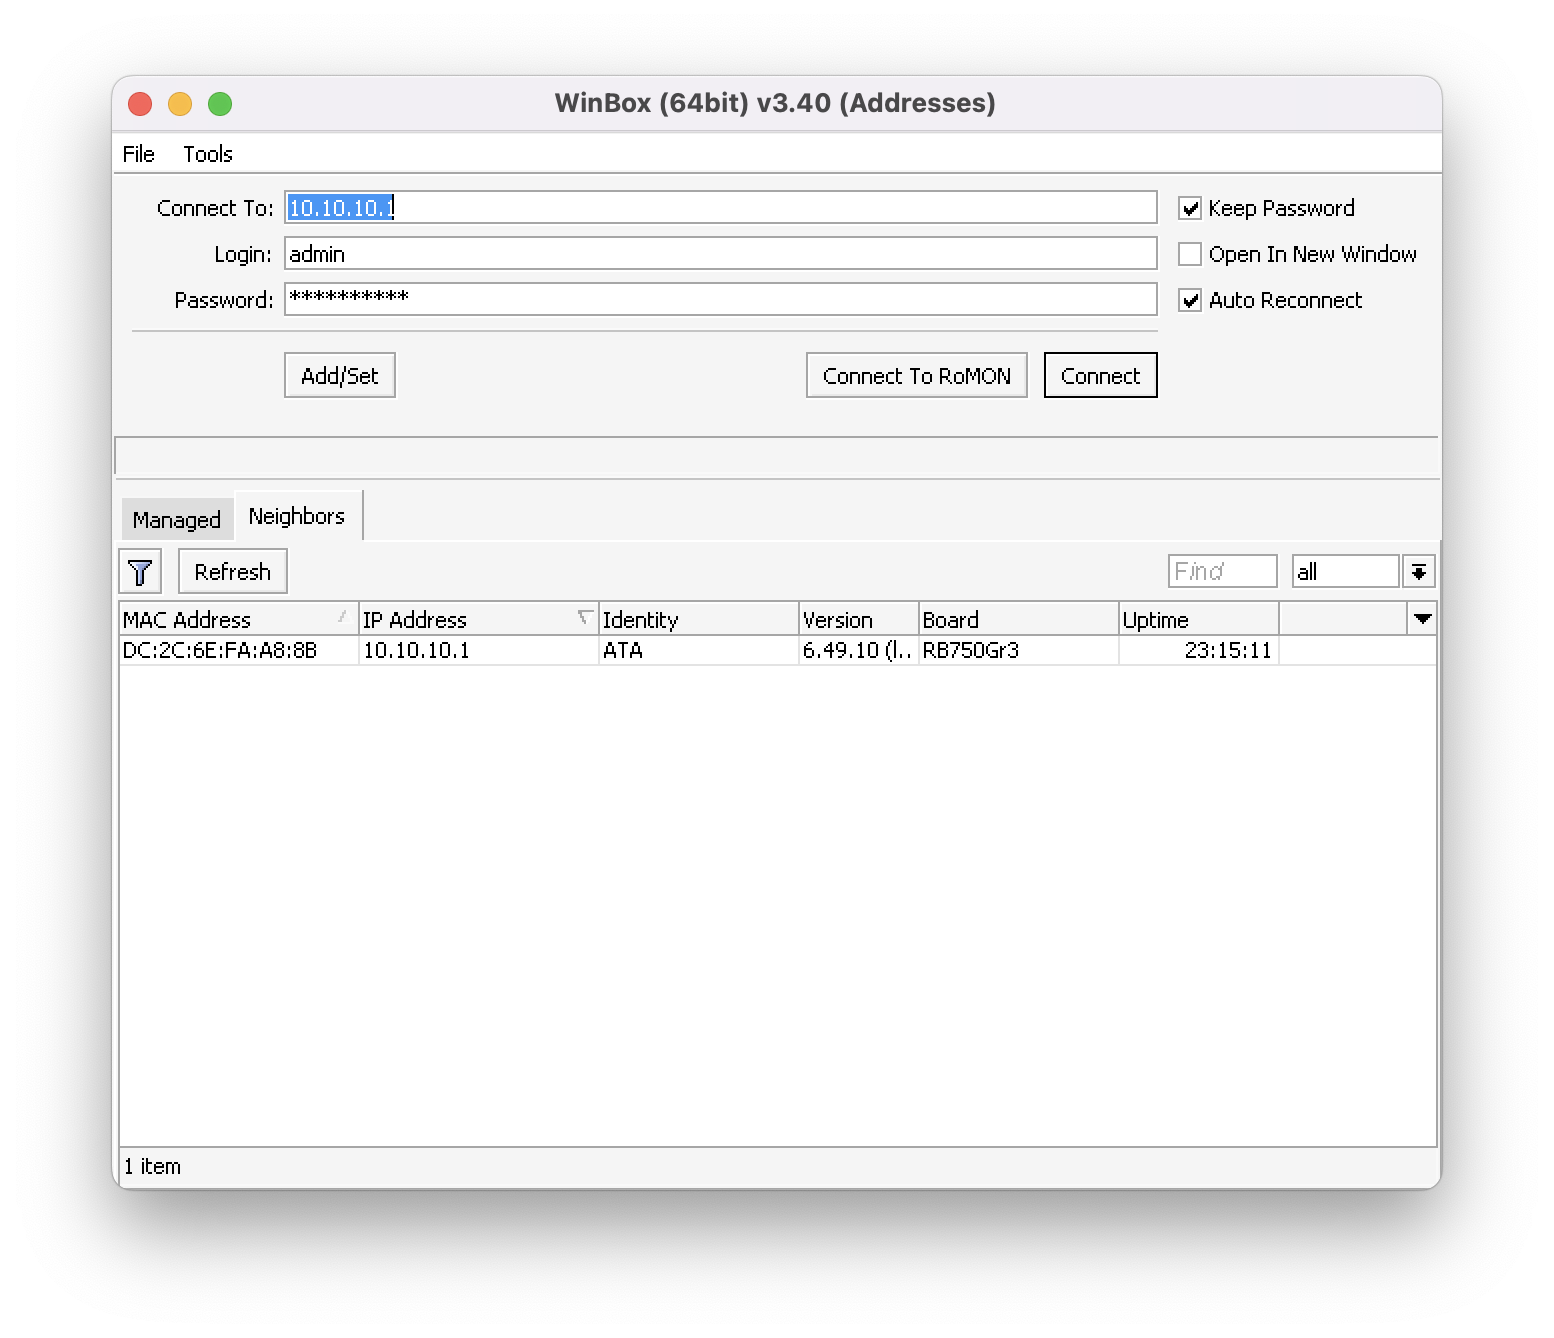 WinBox (64bit) v3.40 (Addresses)
File Tools
Connect To: 10.10.10.1 Keep Password
Login: admin Open In New Window
Password: ********** Auto Reconnect
Add/Set Connect To RoMON Connect
Managed Neighbors
Refresh Find all
MAC Address IP Address Identity Version Board Uptime
DC:2C:6E:FA:A8:8B 10.10.10.1 ATA 6.49.10 (l.. RB750Gr3 23:15:11
1 item